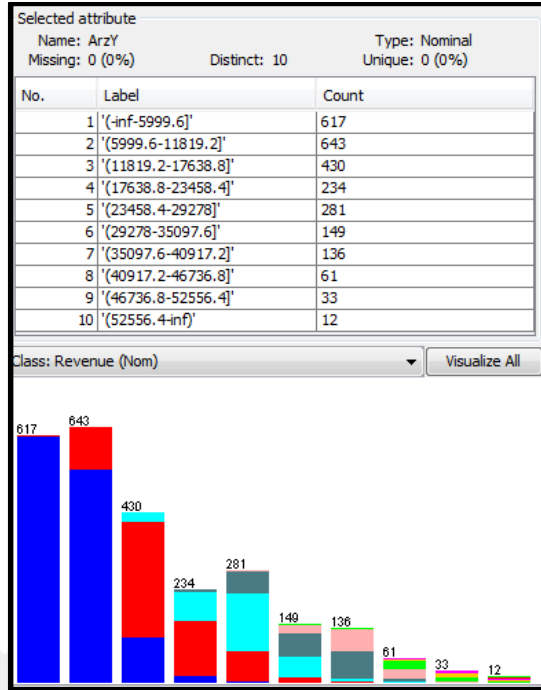 Selected attribute
Name: ArzY Type: Nominal
Missing: 0 (0%) Distinct: 10 Unique: 0 (0%)
No. Label Count
1 '(-inf-5999.6]' 617
2 '(5999.6-11819.2]' 643
3 '(11819.2-17638.8]' 430
4 '(17638.8-23458.4]' 234
5 '(23458.4-29278]' 281
6 '(29278-35097.6]' 149
7 '(35097.6-40917.2]' 136
8 '(40917.2-46736.8]' 61
9 '(46736.8-52556.4]' 33
10 '(52556.4-inf)' 12
Class: Revenue (Nom) Visualize All
617 643 430 234 281 149 136 61 33 12